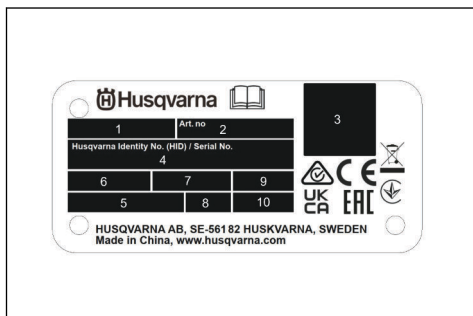 Husqvarna
1
Art. no 2
3
Husqvarna Identity No. (HID) / Serial No.
4
6 7 9
5 8 10
CE
UK CA EAC
HUSQVARNA AB, SE-561 82 HUSKVARNA, SWEDEN
Made in China, www.husqvarna.com